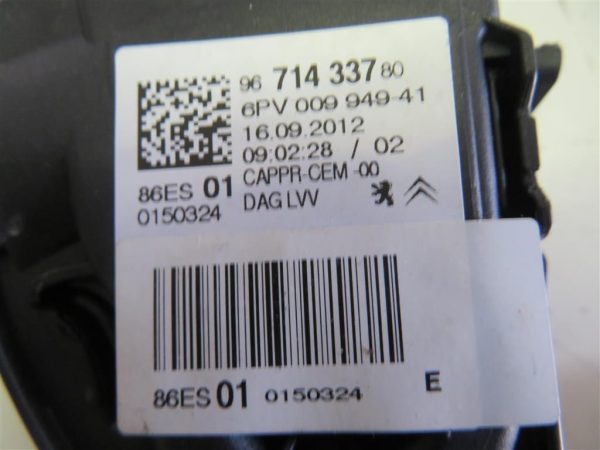 96 714 337 80
6PV 009 949-41
16.09.2012
09:02:28 / 02
86ES 01 CAPPR-CEM-00
0150324 DAG LVV
86ES 01 0150324 E